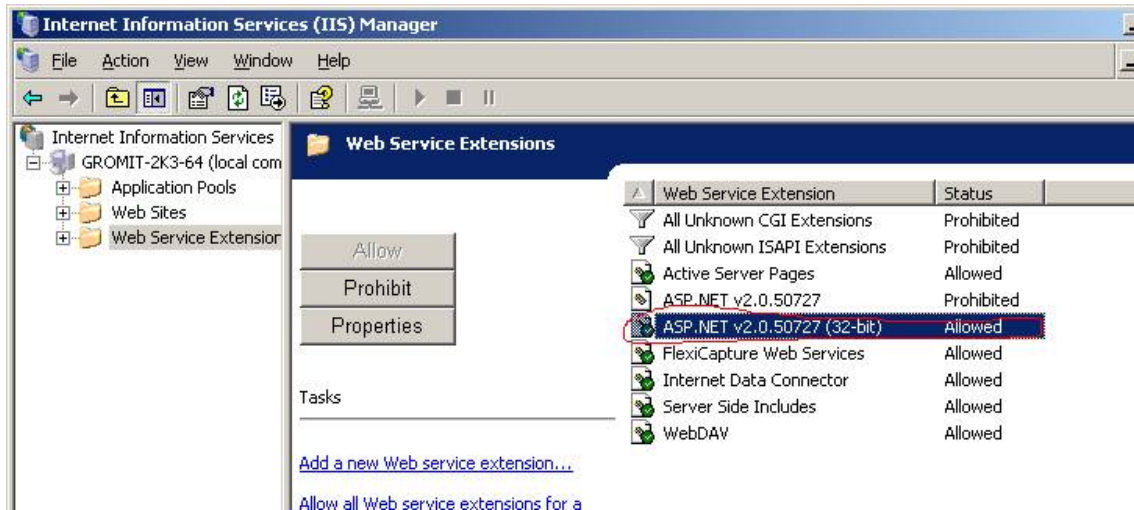 Internet Information Services (IIS) Manager
File Action View Window Help
Internet Information Services
GROMIT-2K3-64 (local com
Application Pools
Web Sites
Web Service Extension
Web Service Extensions
Allow
Prohibit
Properties
Tasks
Add a new Web service extension...
Allow all Web service extensions for a
Web Service Extension Status
All Unknown CGI Extensions Prohibited
All Unknown ISAPI Extensions Prohibited
Active Server Pages Allowed
ASP.NET v2.0.50727 Prohibited
ASP.NET v2.0.50727 (32-bit) Allowed
FlexiCapture Web Services Allowed
Internet Data Connector Allowed
Server Side Includes Allowed
WebDAV Allowed